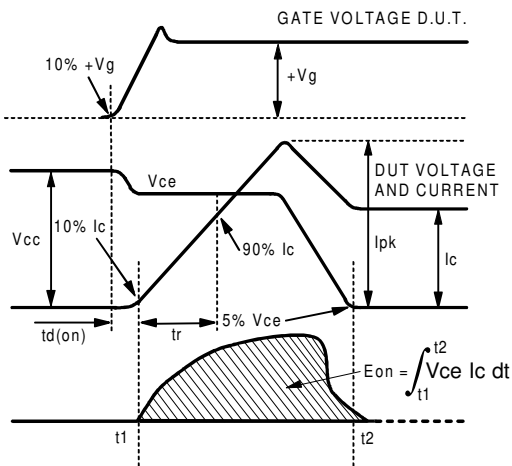 GATE VOLTAGE D.U.T.
10% +Vg
+Vg
Vce
DUT VOLTAGE
AND CURRENT
Vcc
10% Ic
90% Ic
Ipk
Ic
5% Vce
td(on)
tr
Eon = ∫ Vce Ic dt
t2
t1
t1
t2